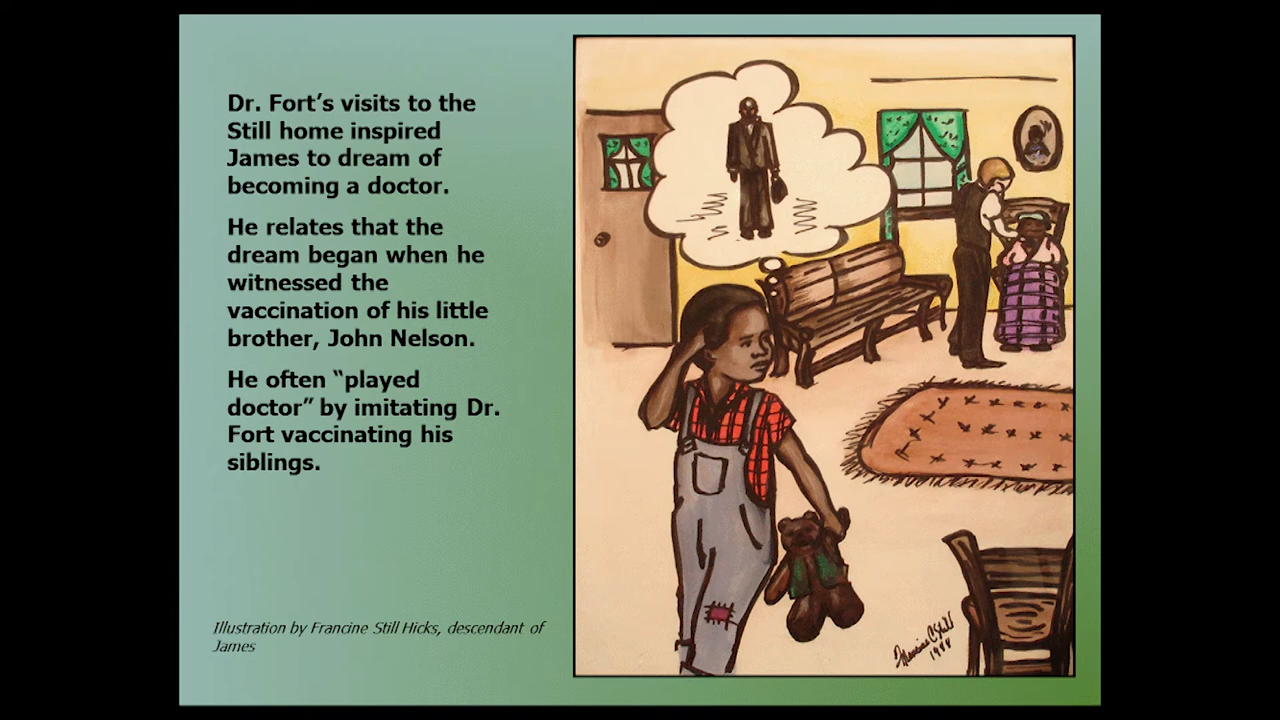 Dr. Fort’s visits to the
Still home inspired
James to dream of
becoming a doctor.
He relates that the
dream began when he
witnessed the
vaccination of his little
brother, John Nelson.
He often “played
doctor” by imitating Dr.
Fort vaccinating his
siblings.
Illustration by Francine Still Hicks, descendant of
James